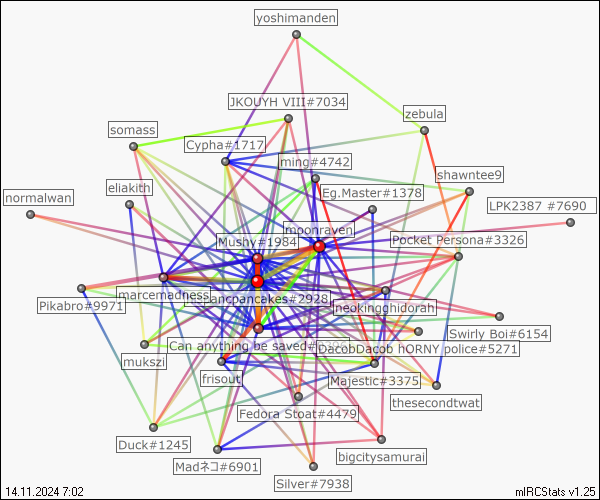 yoshimanden
JKOUYH VIII#7034
zebula
somass
Cypha#1717
ming#4742
shawntee9
eliakith
Eg.Master#1378
normalwan
LPK2387 #7690
moonraven
Mushy#1984
Pocket Persona#3326
marcemadness
ancpancakes#2928
Pikabro#9971
neokingghidorah
Swirly Boi#6154
Can anything be saved#
DacobDacob hORNY police#5271
mukszi
frisout
Majestic#3375
thesecondtwat
Fedora Stoat#4479
Duck#1245
bigcitysamurai
Madネコ#6901
Silver#7938
14.11.2024 7:02
mIRCStats v1.25